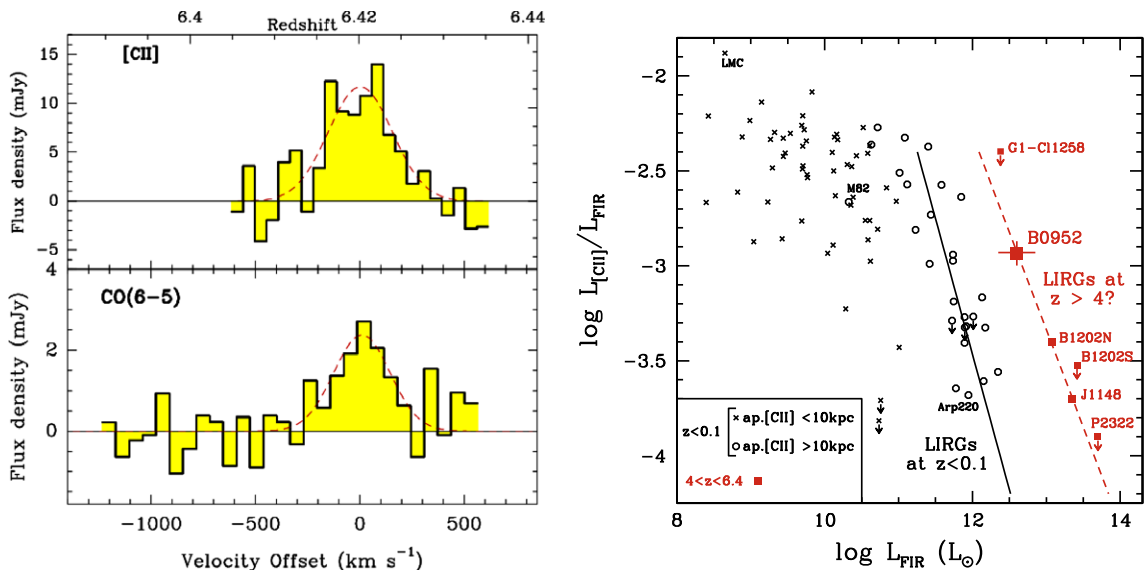 6.4 6.42 6.44
Redshift
[CII]
15
10
5
0
−5
Flux density (mJy)
4
CO(6−5)
2
0
Flux density (mJy)
−1000 −500 0 500
Velocity Offset (km s⁻¹)
LMC
-2
-2.5
-3
-3.5
-4
log L[CII]/LFIR
G1-Cl1258
M82
B0952
LIRGs at
z > 4?
B1202N
B1202S
J1148
P2322
Arp220
LIRGs
at z<0.1
z<0.1
× ap.[CII] <10kpc
o ap.[CII] >10kpc
4<z<6.4
8 10 12 14
log LFIR (L⊙)